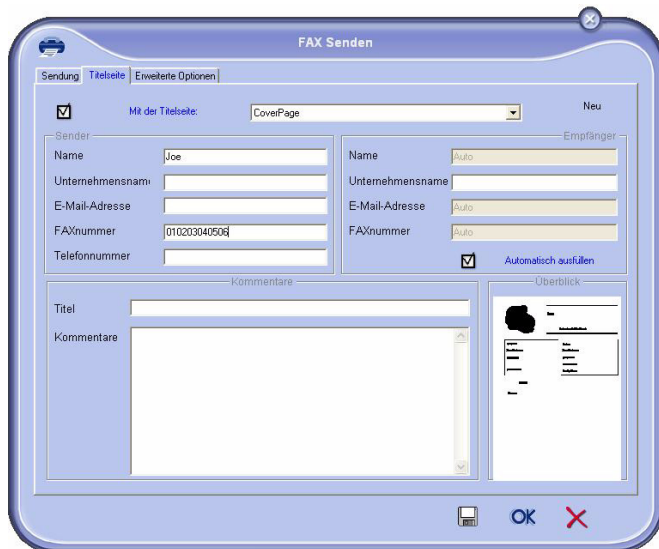 FAX Senden
Sendung Titelseite Erweiterte Optionen
Mit der Titelseite: CoverPage Neu
Sender Empfänger
Name Joe Name Auto
Unternehmensnam Unternehmensname
E-Mail-Adresse E-Mail-Adresse Auto
FAXnummer 010203040506 FAXnummer Auto
Telefonnummer Automatisch ausfüllen
Kommentare Überblick
Titel
Kommentare
OK